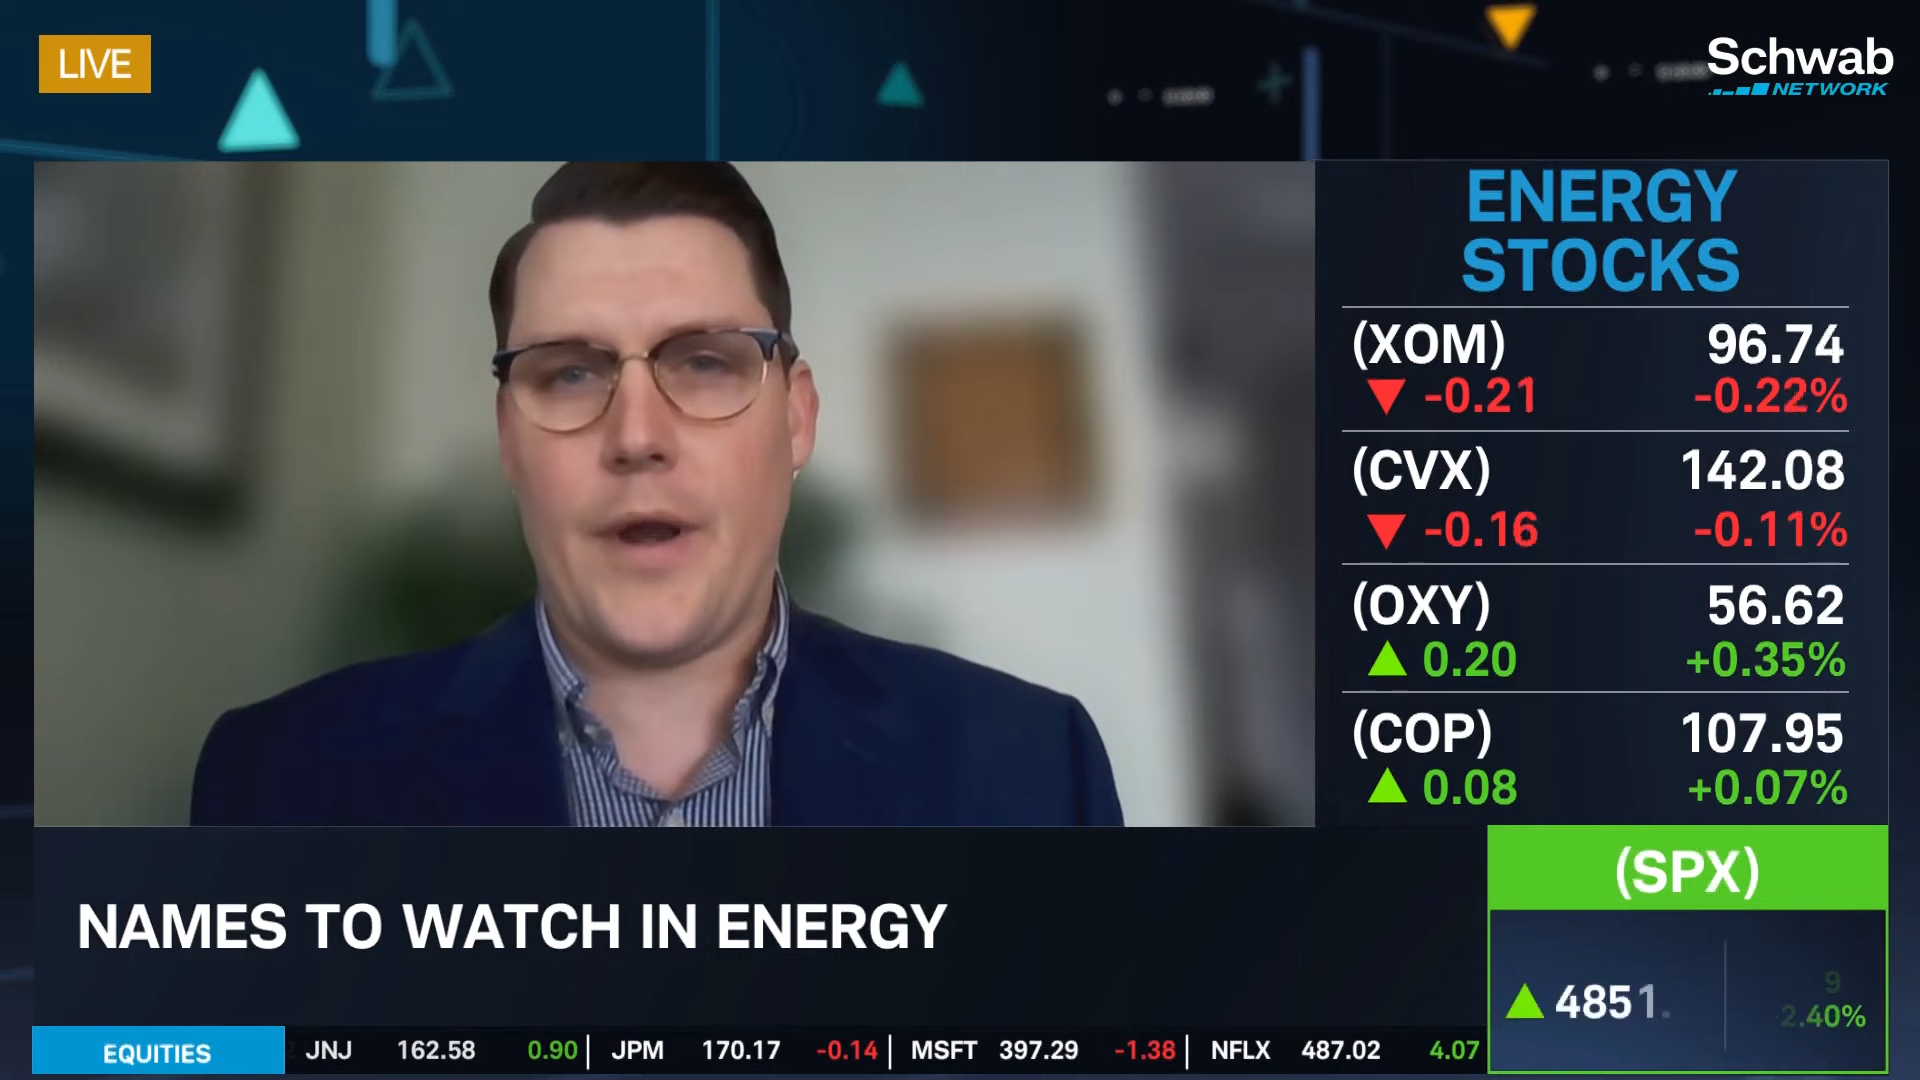 LIVE
Schwab
NETWORK
ENERGY
STOCKS
(XOM) 96.74
▼ -0.21 -0.22%
(CVX) 142.08
▼ -0.16 -0.11%
(OXY) 56.62
▲ 0.20 +0.35%
(COP) 107.95
▲ 0.08 +0.07%
NAMES TO WATCH IN ENERGY
(SPX)
▲ 4851.
9
2.40%
EQUITIES JNJ 162.58 0.90 JPM 170.17 -0.14 MSFT 397.29 -1.38 NFLX 487.02 4.07